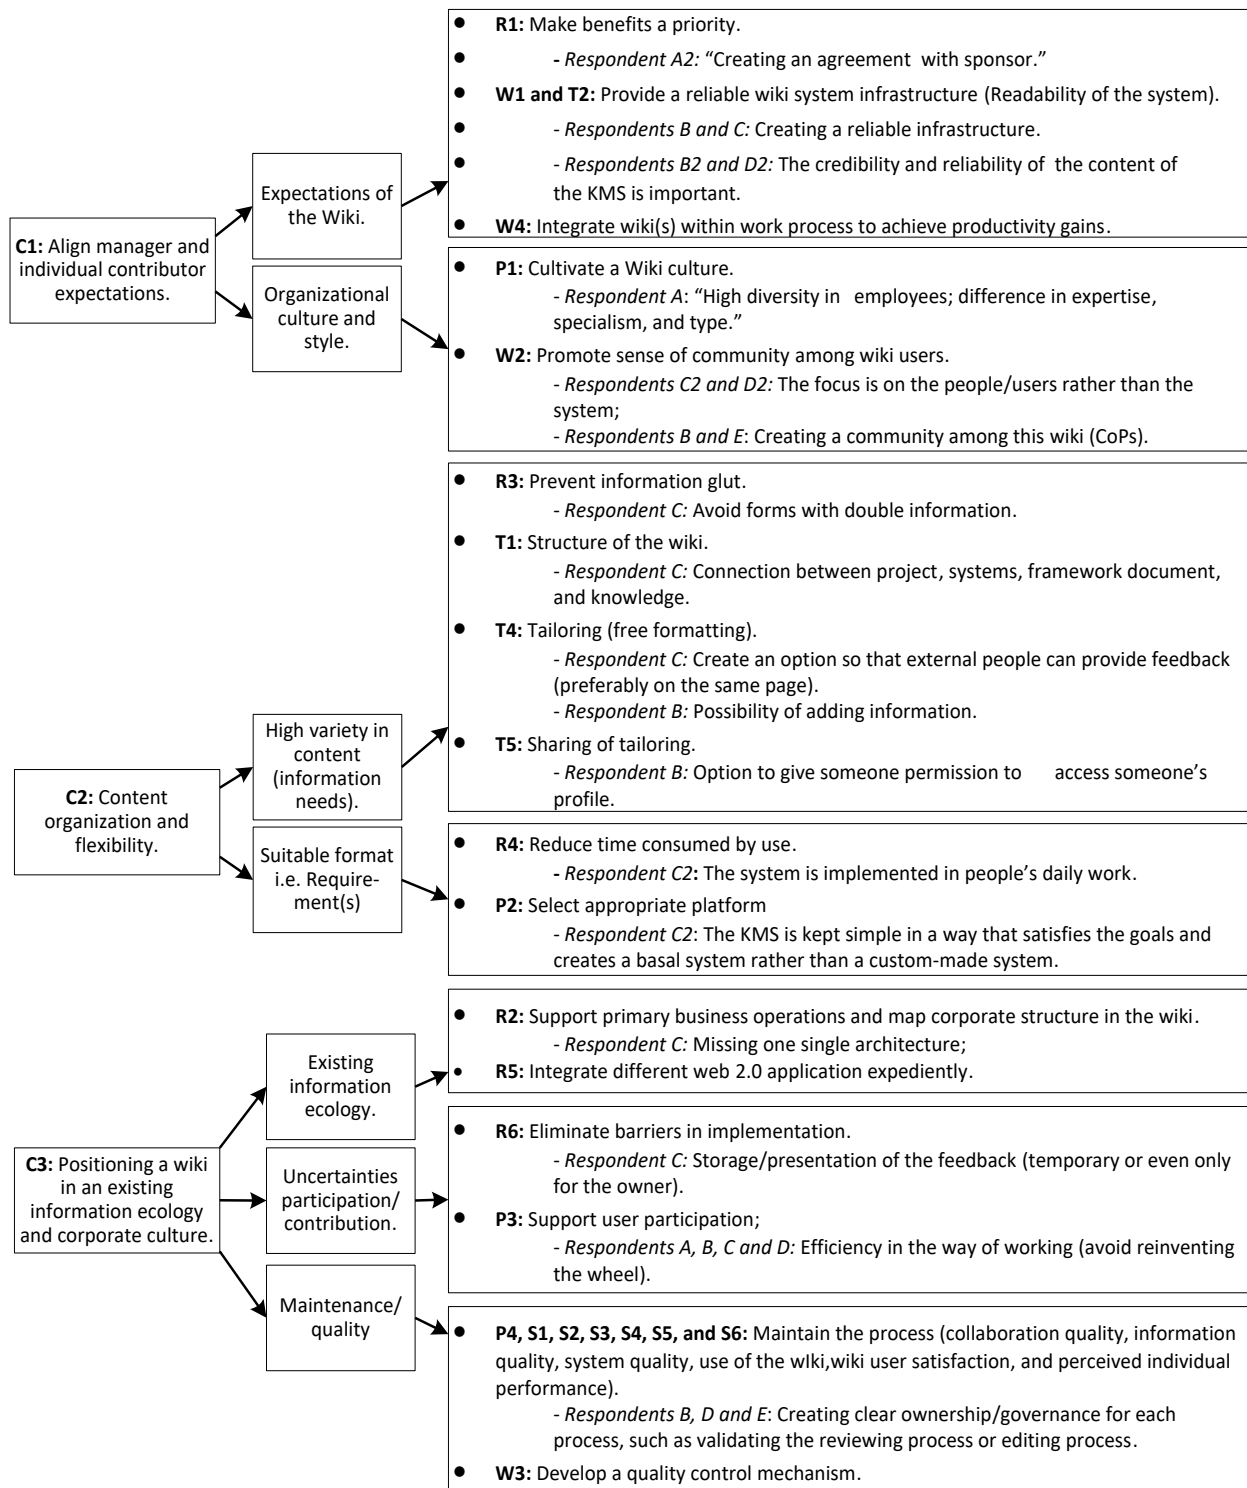 C1: Align manager and
individual contributor
expectations.
Expectations of
the Wiki.
• R1: Make benefits a priority.
• - Respondent A2: “Creating an agreement with sponsor.”
• W1 and T2: Provide a reliable wiki system infrastructure (Readability of the system).
• - Respondents B and C: Creating a reliable infrastructure.
• - Respondents B2 and D2: The credibility and reliability of the content of
the KMS is important.
• W4: Integrate wiki(s) within work process to achieve productivity gains.
Organizational
culture and
style.
• P1: Cultivate a Wiki culture.
- Respondent A: “High diversity in employees; difference in expertise,
specialism, and type.”
• W2: Promote sense of community among wiki users.
- Respondents C2 and D2: The focus is on the people/users rather than the
system;
- Respondents B and E: Creating a community among this wiki (CoPs).
C2: Content
organization and
flexibility.
High variety in
content
(information
needs).
• R3: Prevent information glut.
- Respondent C: Avoid forms with double information.
• T1: Structure of the wiki.
- Respondent C: Connection between project, systems, framework document,
and knowledge.
• T4: Tailoring (free formatting).
- Respondent C: Create an option so that external people can provide feedback
(preferably on the same page).
- Respondent B: Possibility of adding information.
• T5: Sharing of tailoring.
- Respondent B: Option to give someone permission to access someone’s
profile.
Suitable format
i.e. Require-
ment(s)
• R4: Reduce time consumed by use.
- Respondent C2: The system is implemented in people’s daily work.
• P2: Select appropriate platform
- Respondent C2: The KMS is kept simple in a way that satisfies the goals and
creates a basal system rather than a custom-made system.
C3: Positioning a wiki
in an existing
information ecology
and corporate culture.
Existing
information
ecology.
• R2: Support primary business operations and map corporate structure in the wiki.
- Respondent C: Missing one single architecture;
• R5: Integrate different web 2.0 application expediently.
Uncertainties
participation/
contribution.
• R6: Eliminate barriers in implementation.
- Respondent C: Storage/presentation of the feedback (temporary or even only
for the owner).
• P3: Support user participation;
- Respondents A, B, C and D: Efficiency in the way of working (avoid reinventing
the wheel).
Maintenance/
quality
• P4, S1, S2, S3, S4, S5, and S6: Maintain the process (collaboration quality, information
quality, system quality, use of the wIki,wiki user satisfaction, and perceived individual
performance).
- Respondents B, D and E: Creating clear ownership/governance for each
process, such as validating the reviewing process or editing process.
• W3: Develop a quality control mechanism.